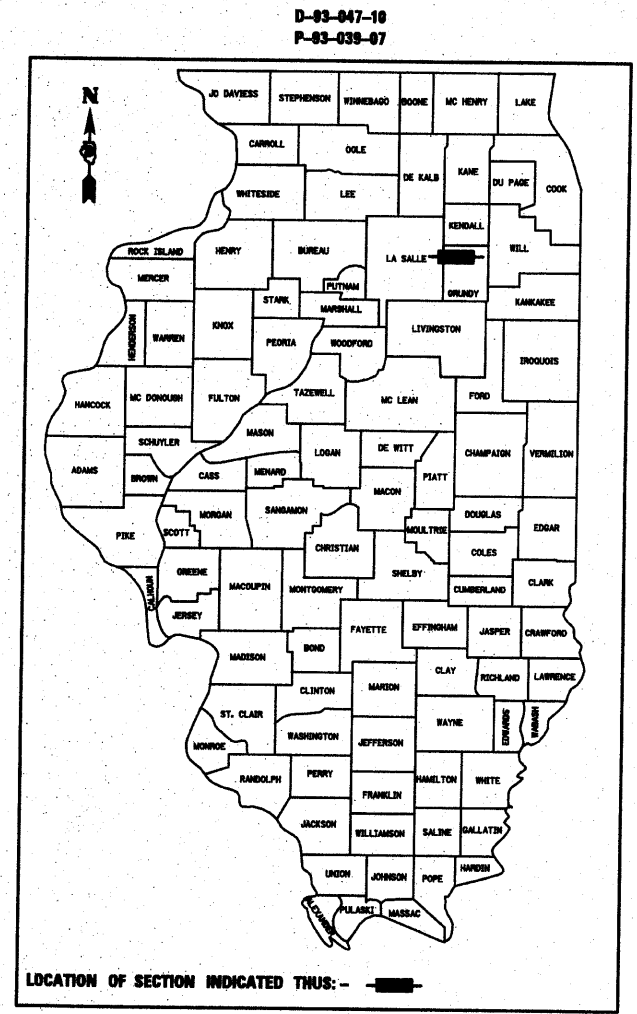 D-93-047-10
P-93-039-07
N
JO DAVIESS
STEPHENSON
WINNEBAGO
BOONE
MC HENRY
LAKE
CARROLL
OGLE
DE KALB
KANE
DU PAGE
COOK
WHITESIDE
LEE
KENDALL
WILL
ROCK ISLAND
HENRY
BUREAU
LA SALLE
MERCER
PUTNAM
GRUNDY
KANKAKEE
STARK
MARSHALL
HENDERSON
WARREN
KNOX
PEORIA
WOODFORD
LIVINGSTON
IROQUOIS
HANCOCK
MC DONOUGH
FULTON
TAZEWELL
MC LEAN
FORD
SCHUYLER
MASON
LOGAN
DE WITT
CHAMPAIGN
VERMILION
ADAMS
BROWN
CASS
MENARD
MACON
PIATT
PIKE
SCOTT
MORGAN
SANGAMON
CHRISTIAN
MOULTRIE
DOUGLAS
EDGAR
COLES
CALHOUN
GREENE
MACOUPIN
MONTGOMERY
SHELBY
CUMBERLAND
CLARK
JERSEY
FAYETTE
EFFINGHAM
JASPER
CRAWFORD
MADISON
BOND
CLAY
RICHLAND
LAWRENCE
CLINTON
MARION
ST. CLAIR
WAYNE
EDWARDS
WABASH
MONROE
WASHINGTON
JEFFERSON
RANDOLPH
PERRY
HAMILTON
WHITE
FRANKLIN
JACKSON
WILLIAMSON
SALINE
GALLATIN
UNION
JOHNSON
POPE
HARDIN
ALEXANDER
PULASKI
MASSAC
LOCATION OF SECTION INDICATED THUS:-